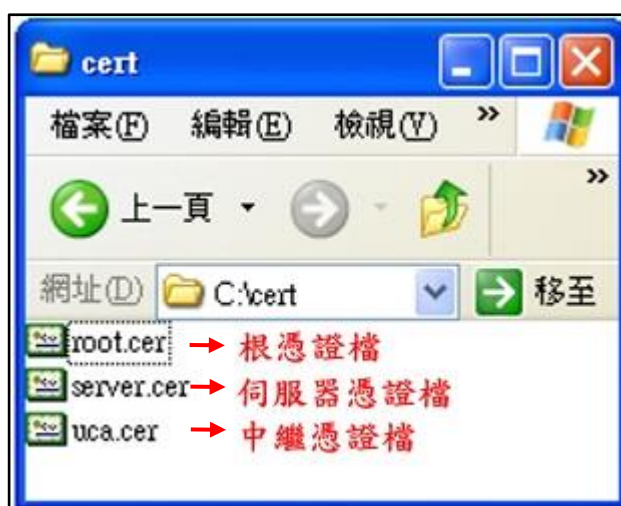 cert
檔案(F) 編輯(E) 檢視(V) »
上一頁 »
網址(D) C:\cert 移至
root.cer → 根憑證檔
server.cer → 伺服器憑證檔
uca.cer → 中繼憑證檔